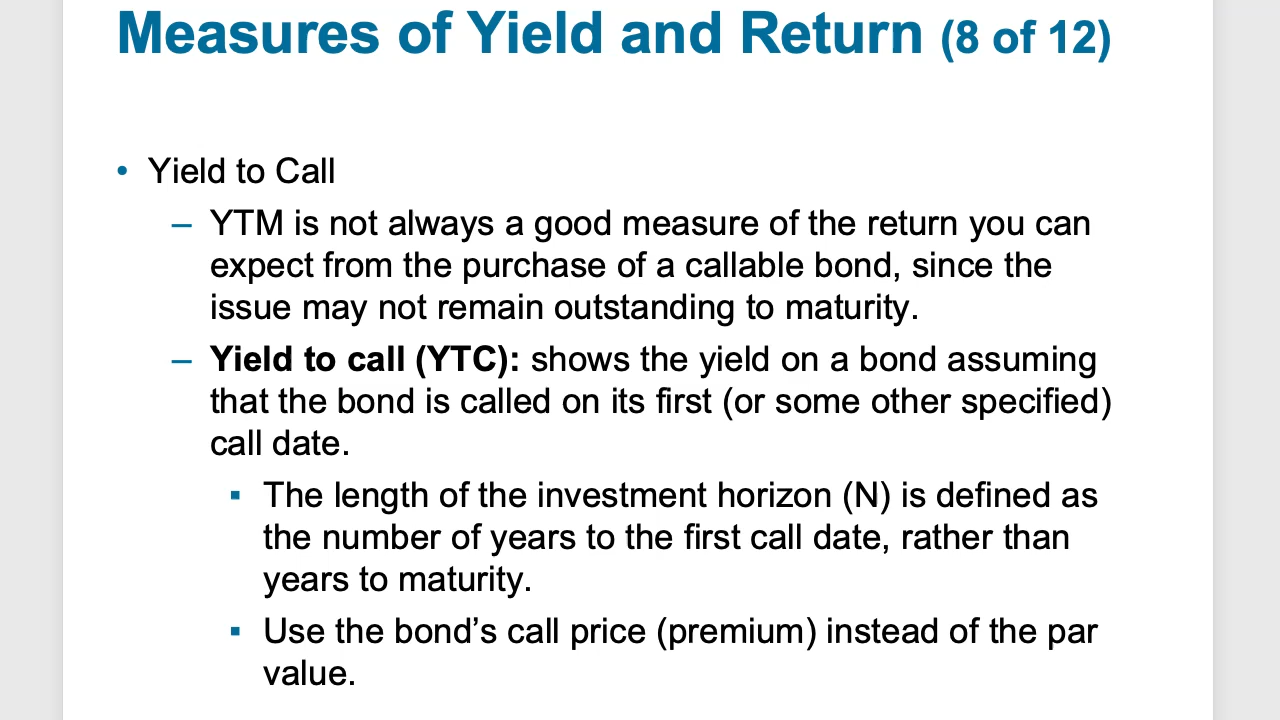 Measures of Yield and Return (8 of 12)
• Yield to Call
– YTM is not always a good measure of the return you can
expect from the purchase of a callable bond, since the
issue may not remain outstanding to maturity.
– Yield to call (YTC): shows the yield on a bond assuming
that the bond is called on its first (or some other specified)
call date.
▪ The length of the investment horizon (N) is defined as
the number of years to the first call date, rather than
years to maturity.
▪ Use the bond’s call price (premium) instead of the par
value.